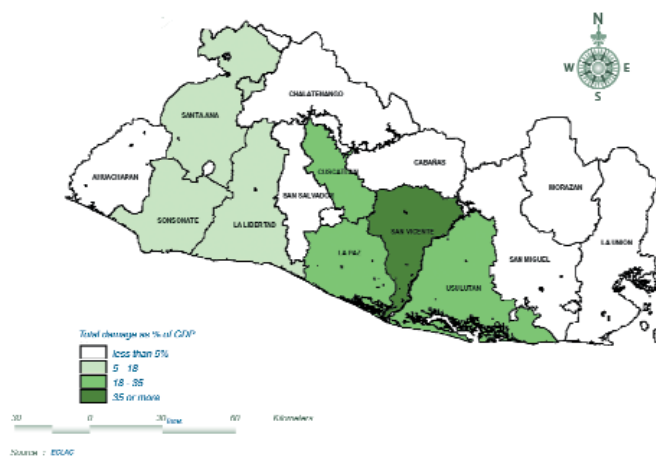 N
W E
S
CHALATENANGO
SANTA ANA
CABAÑAS
AHUACHAPAN
CUSCATLAN
MORAZAN
SAN SALVADOR
SONSONATE
LA LIBERTAD
SAN VICENTE
LA UNION
LA PAZ
SAN MIGUEL
USULUTAN
Total damage as % of GDP
less than 5%
5 - 18
18 - 35
35 or more
30 0 30 60 Kilometers
Source : ECLAC